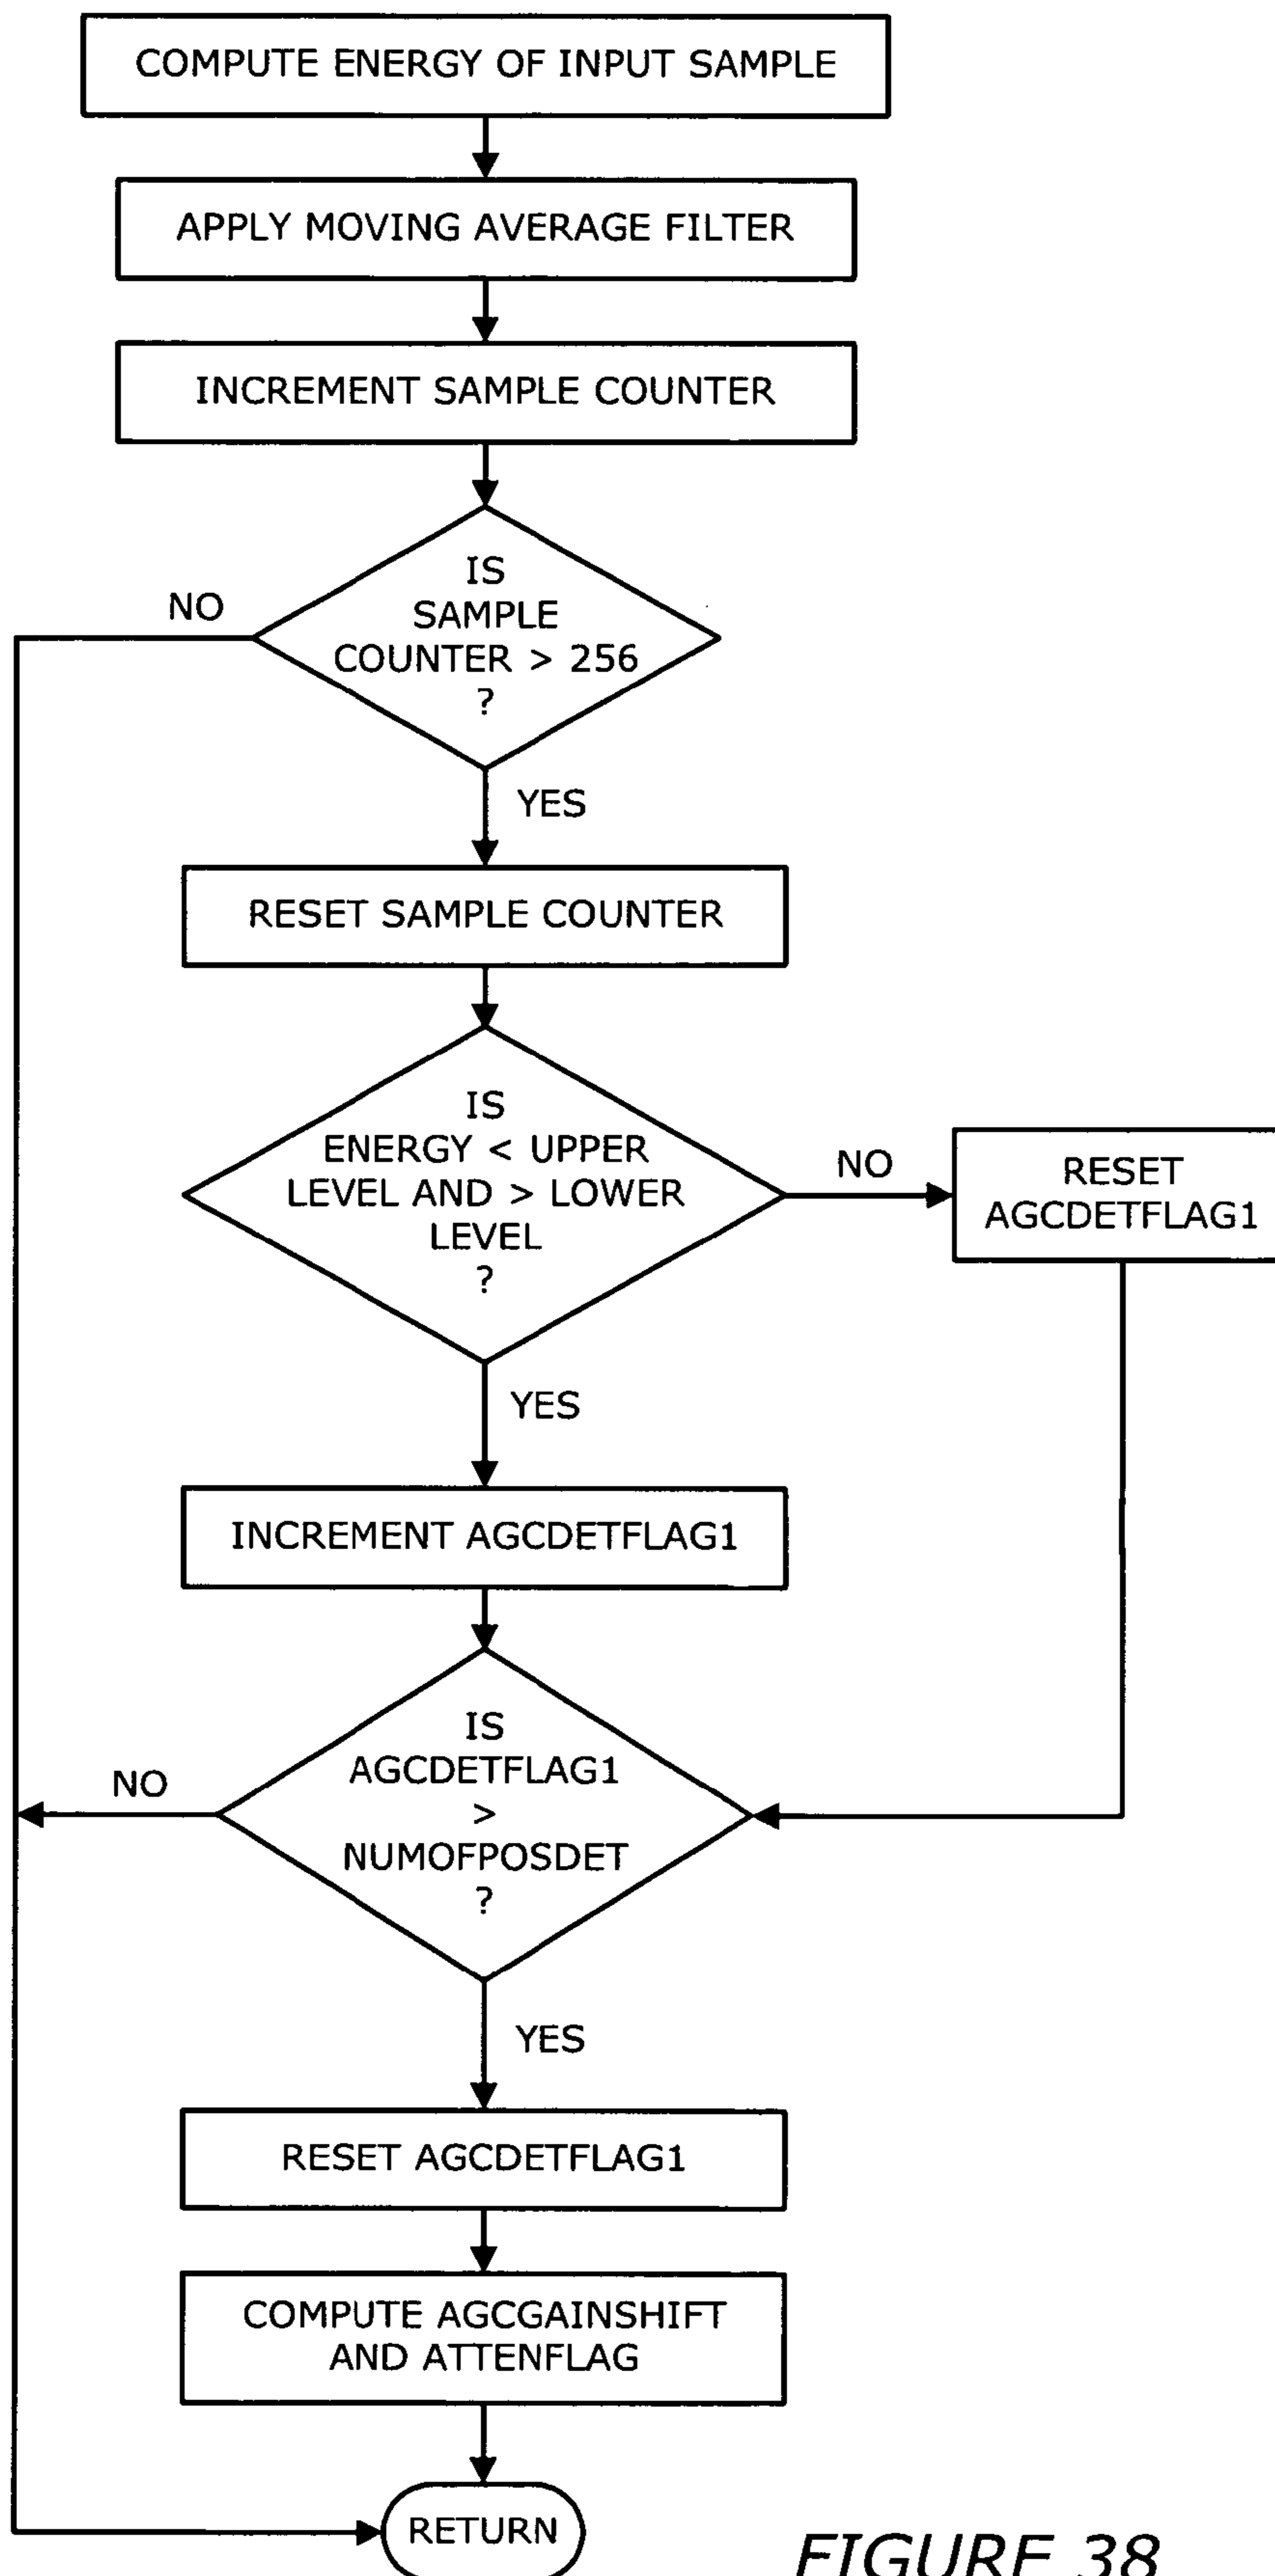 COMPUTE ENERGY OF INPUT SAMPLE
APPLY MOVING AVERAGE FILTER
INCREMENT SAMPLE COUNTER
IS
SAMPLE
COUNTER > 256
?
NO
YES
RESET SAMPLE COUNTER
IS
ENERGY < UPPER
LEVEL AND > LOWER
LEVEL
?
NO
RESET
AGCDETFLAG1
YES
INCREMENT AGCDETFLAG1
IS
AGCDETFLAG1
>
NUMOFPOSDET
?
NO
YES
RESET AGCDETFLAG1
COMPUTE AGCGAINSHIFT
AND ATTENFLAG
RETURN
FIGURE 38